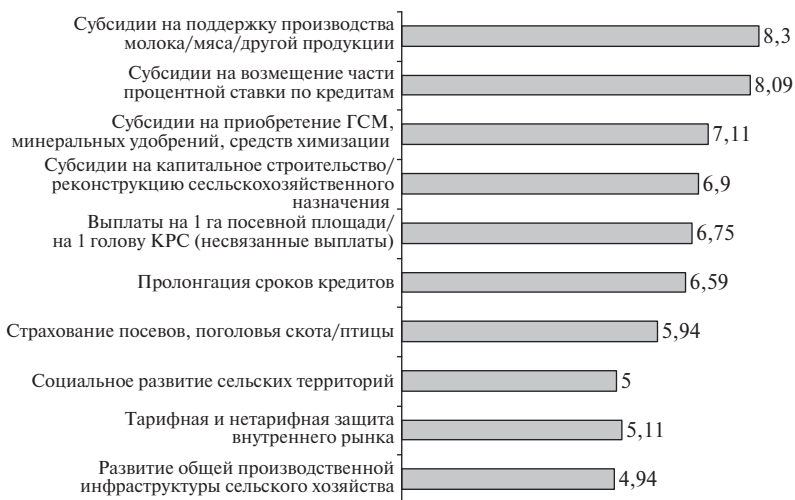 Субсидии на поддержку производства
молока/мяса/другой продукции
8,3
Субсидии на возмещение части
процентной ставки по кредитам
8,09
Субсидии на приобретение ГСМ,
минеральных удобрений, средств химизации
7,11
Субсидии на капитальное строительство/
реконструкцию сесльскохозяйственного
назначения
6,9
Выплаты на 1 га посевной площади/
на 1 голову КРС (несвязанные выплаты)
6,75
Пролонгация сроков кредитов
6,59
Страхование посевов, поголовья скота/птицы
5,94
Социальное развитие сельских территорий
5
Тарифная и нетарифная защита
внутреннего рынка
5,11
Развитие общей производственной
инфраструктуры сельского хозяйства
4,94